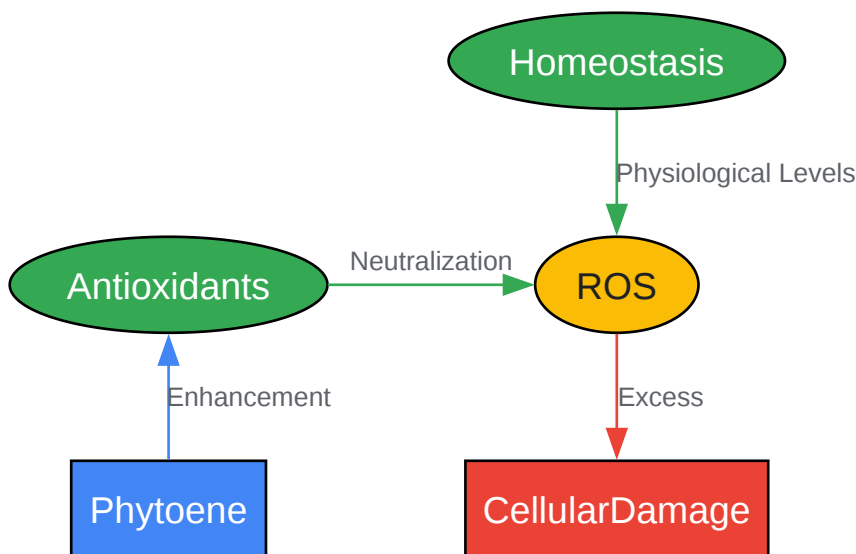 Homeostasis
Physiological Levels
Neutralization
Antioxidants
ROS
Enhancement
Excess
Phytoene
CellularDamage